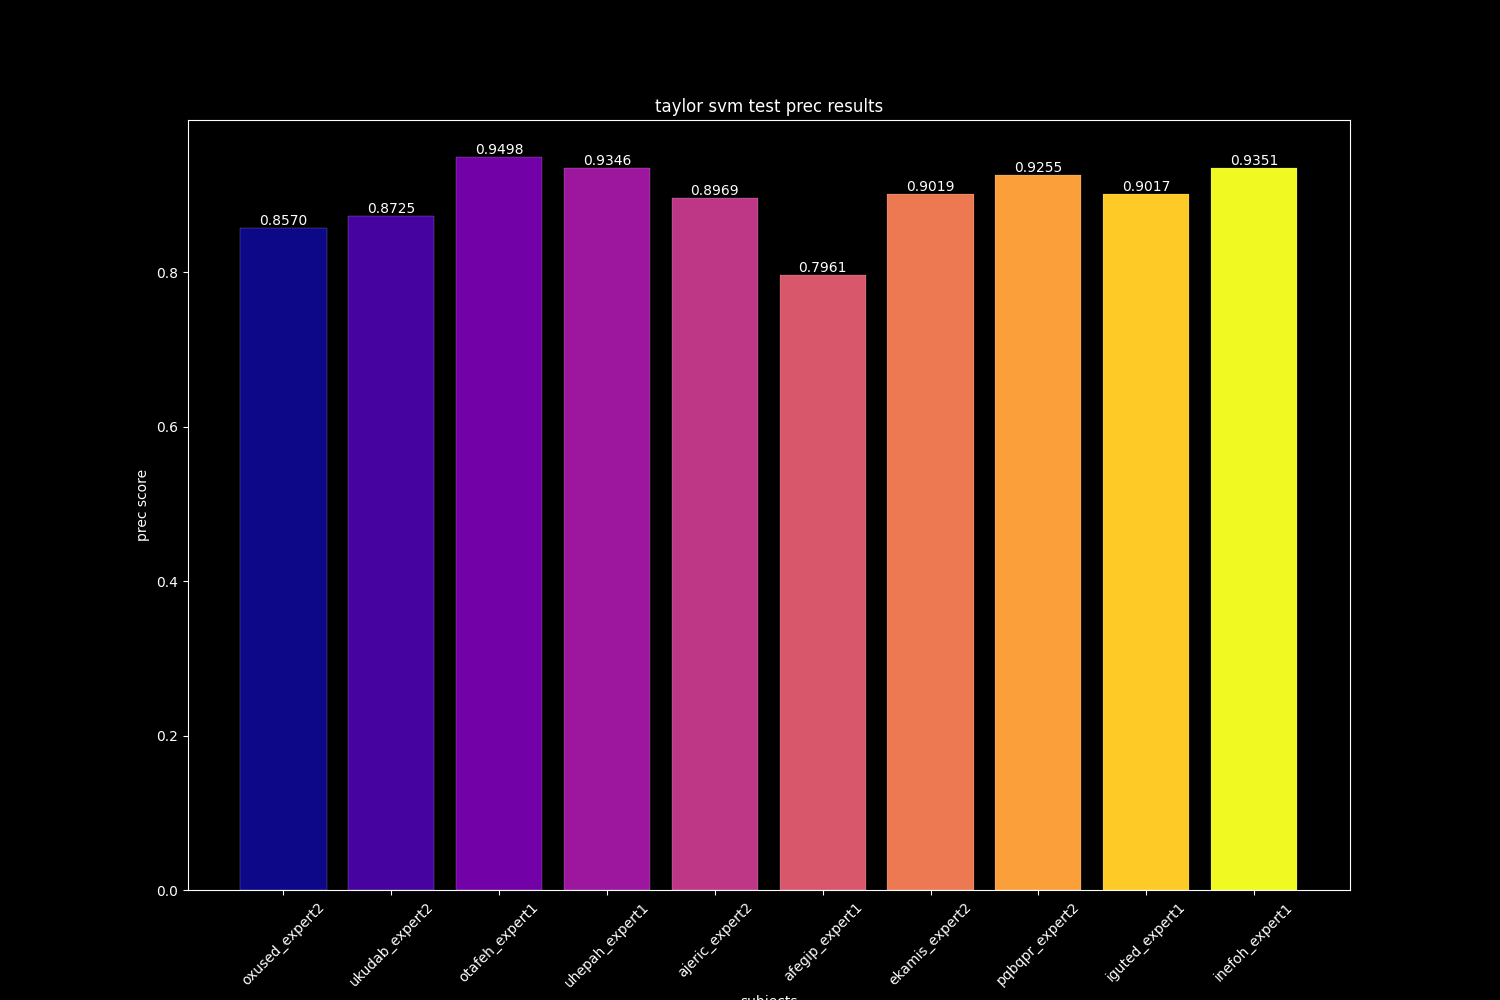 taylor svm test prec results
0.9498
0.9346
0.9351
0.9255
0.8969
0.9019
0.9017
0.8725
0.8570
0.7961
0.8
0.6
0.4
0.2
0.0
prec score
oxused_expert2
ukudab_expert2
otafeh_expert1
uhepah_expert1
ajeric_expert2
afegip_expert1
ekamis_expert2
pqbqpr_expert2
iguted_expert1
inefoh_expert1
subjects